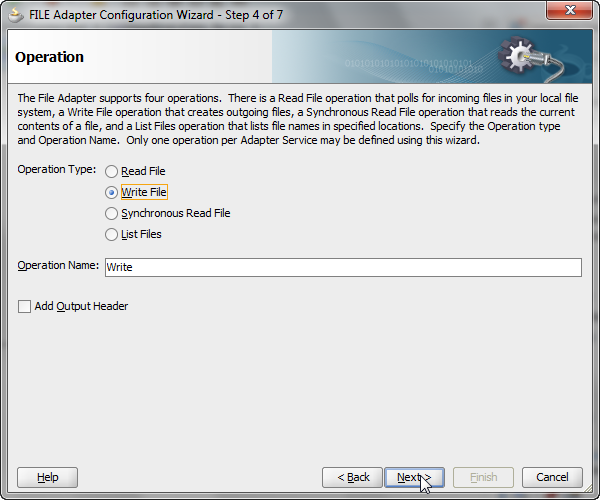 FILE Adapter Configuration Wizard - Step 4 of 7
Operation
01010101010101010101010101
01010101010
The File Adapter supports four operations.  There is a Read File operation that polls for incoming files in your local file
system, a Write File operation that creates outgoing files, a Synchronous Read File operation that reads the current
contents of a file, and a List Files operation that lists file names in specified locations.  Specify the Operation type
and Operation Name.  Only one operation per Adapter Service may be defined using this wizard.
Operation Type:
Read File
Write File
Synchronous Read File
List Files
Operation Name: Write
Add Output Header
Help
< Back
Next >
Finish
Cancel